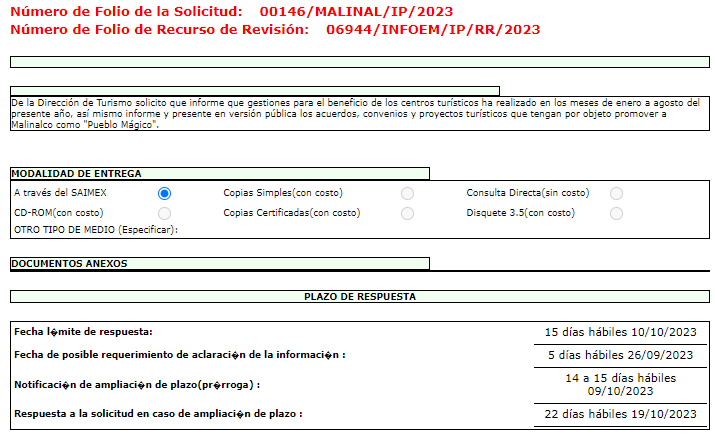 Número de Folio de la Solicitud: 00146/MALINAL/IP/2023
Número de Folio de Recurso de Revisión: 06944/INFOEM/IP/RR/2023
De la Dirección de Turismo solicito que informe que gestiones para el beneficio de los centros turísticos ha realizado en los meses de enero a agosto del
presente año, así mismo informe y presente en versión pública los acuerdos, convenios y proyectos turísticos que tengan por objeto promover a
Malinalco como "Pueblo Mágico".
MODALIDAD DE ENTREGA
A través del SAIMEX Copias Simples(con costo) Consulta Directa(sin costo)
CD-ROM(con costo) Copias Certificadas(con costo) Disquete 3.5(con costo)
OTRO TIPO DE MEDIO (Especificar):
DOCUMENTOS ANEXOS
PLAZO DE RESPUESTA
Fecha l�mite de respuesta: 15 días hábiles 10/10/2023
Fecha de posible requerimiento de aclaraci�n de la informaci�n : 5 días hábiles 26/09/2023
Notificaci�n de ampliaci�n de plazo(pr�rroga) : 14 a 15 días hábiles
09/10/2023
Respuesta a la solicitud en caso de ampliaci�n de plazo : 22 días hábiles 19/10/2023